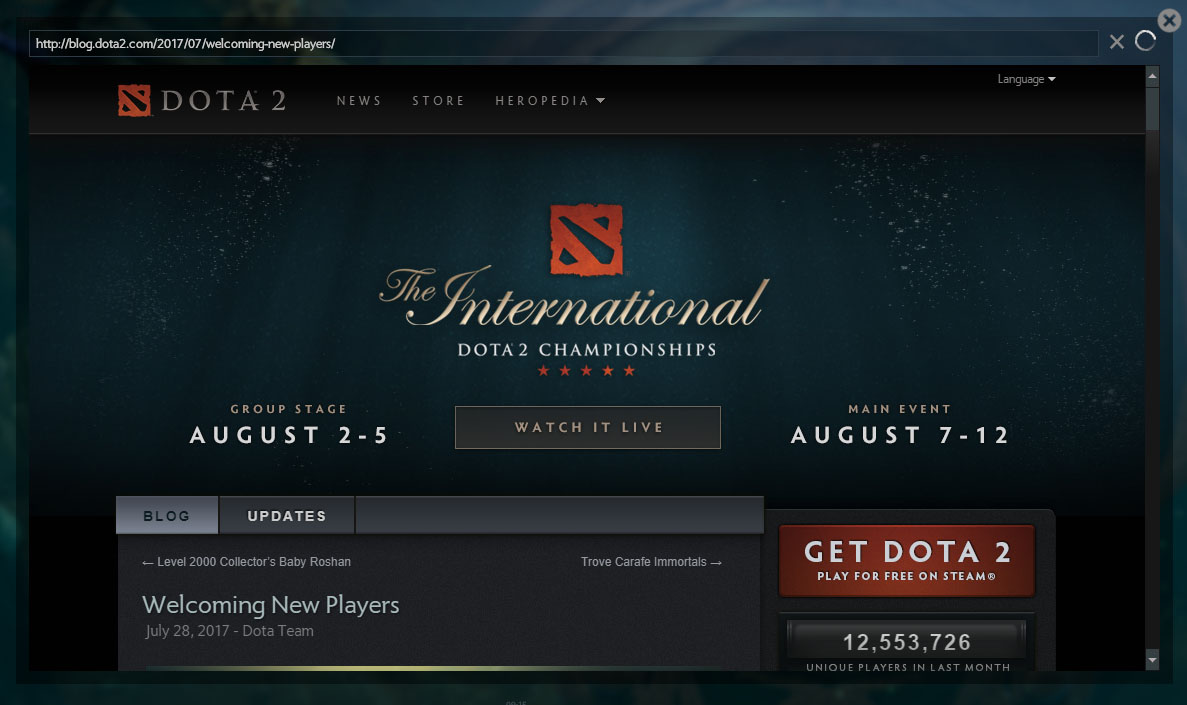 http://blog.dota2.com/2017/07/welcoming-new-players/
Language
DOTA 2
NEWS STORE HEROPEDIA
The International
DOTA 2 CHAMPIONSHIPS
GROUP STAGE
AUGUST 2-5
WATCH IT LIVE
MAIN EVENT
AUGUST 7-12
BLOG UPDATES
← Level 2000 Collector's Baby Roshan
Trove Carafe Immortals →
Welcoming New Players
July 28, 2017 - Dota Team
GET DOTA 2
PLAY FOR FREE ON STEAM®
12,553,726
UNIQUE PLAYERS IN LAST MONTH